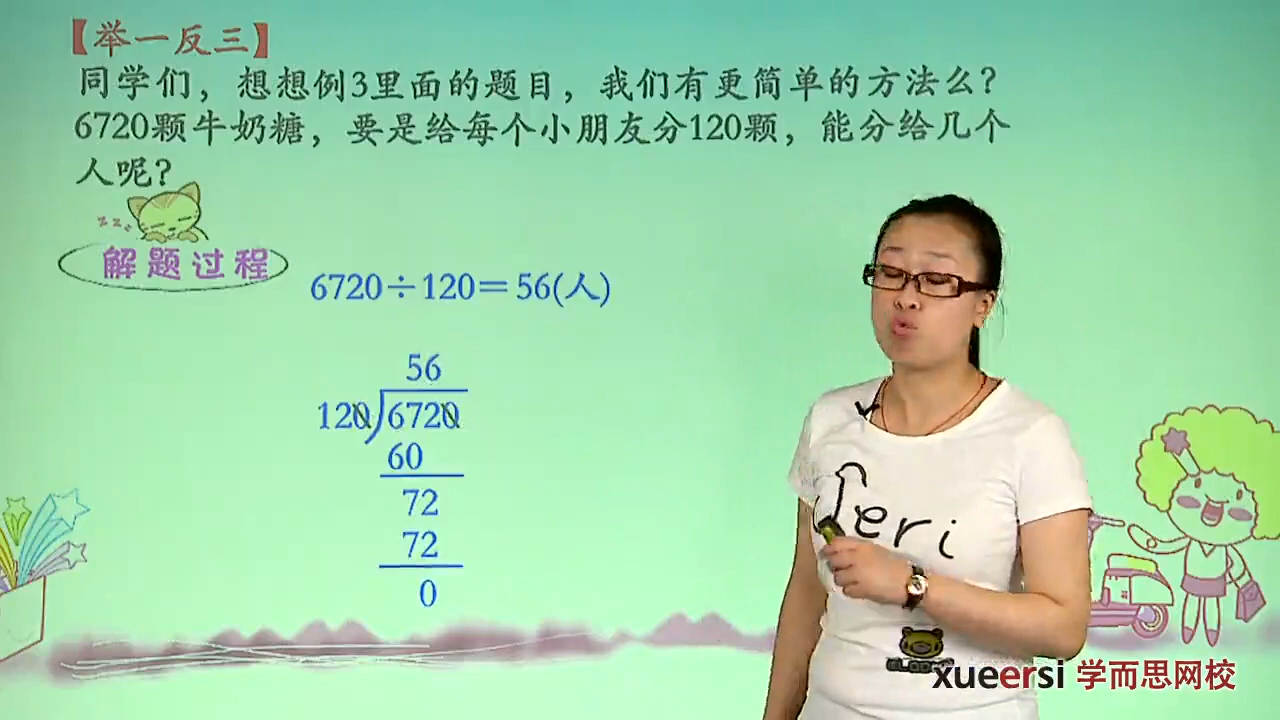 【举一反三】
同学们，想想例3里面的题目，我们有更简单的方法么？
6720颗牛奶糖，要是给每个小朋友分120颗，能分给几个
人呢？
zzz
解题过程
6720÷120＝56(人)
56
120 6720
60
72
72
0
Jeri
xueersi 学而思网校